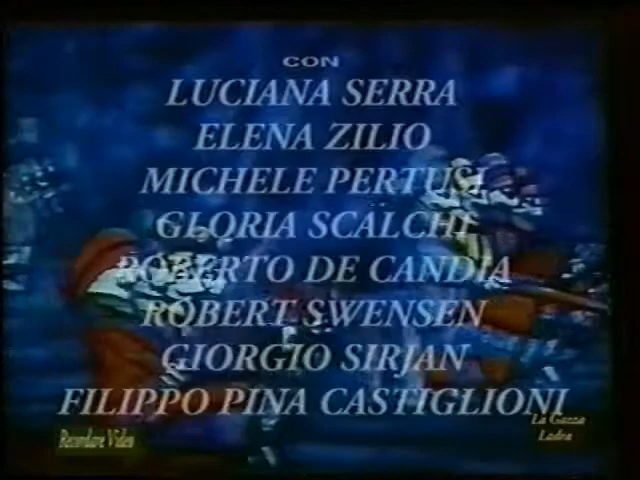 CON
LUCIANA SERRA
ELENA ZILIO
MICHELE PERTUSI
GLORIA SCALCHI
ROBERTO DE CANDIA
ROBERT SWENSEN
GIORGIO SIRJAN
FILIPPO PINA CASTIGLIONI
La Gazza
Ladra
Recordare Video